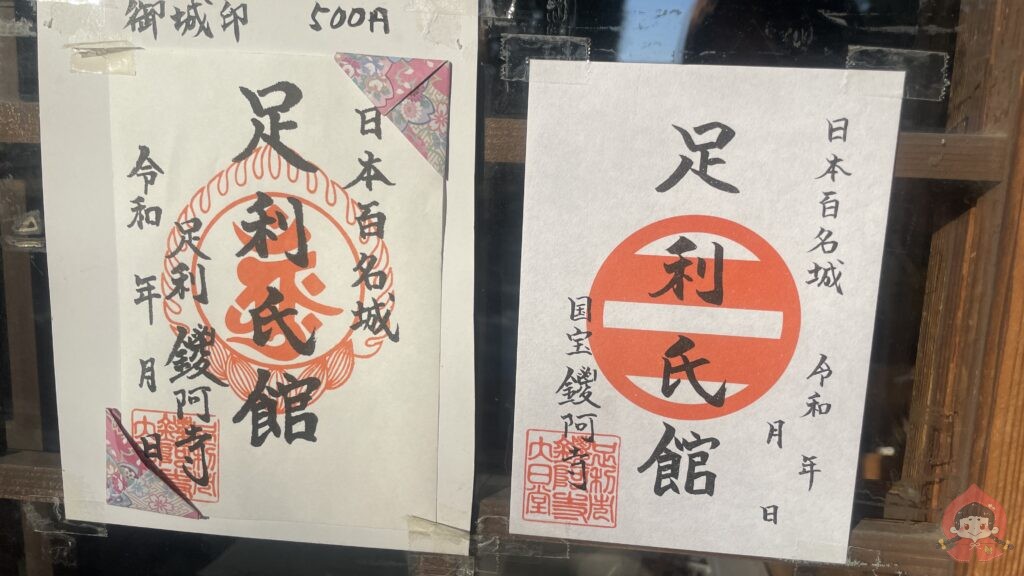 御城印 500円
日本百名城
足利氏館
足利 鑁阿寺
令和 年 月 日
日本百名城
令和 年 月 日
足利氏館
国宝 鑁阿寺